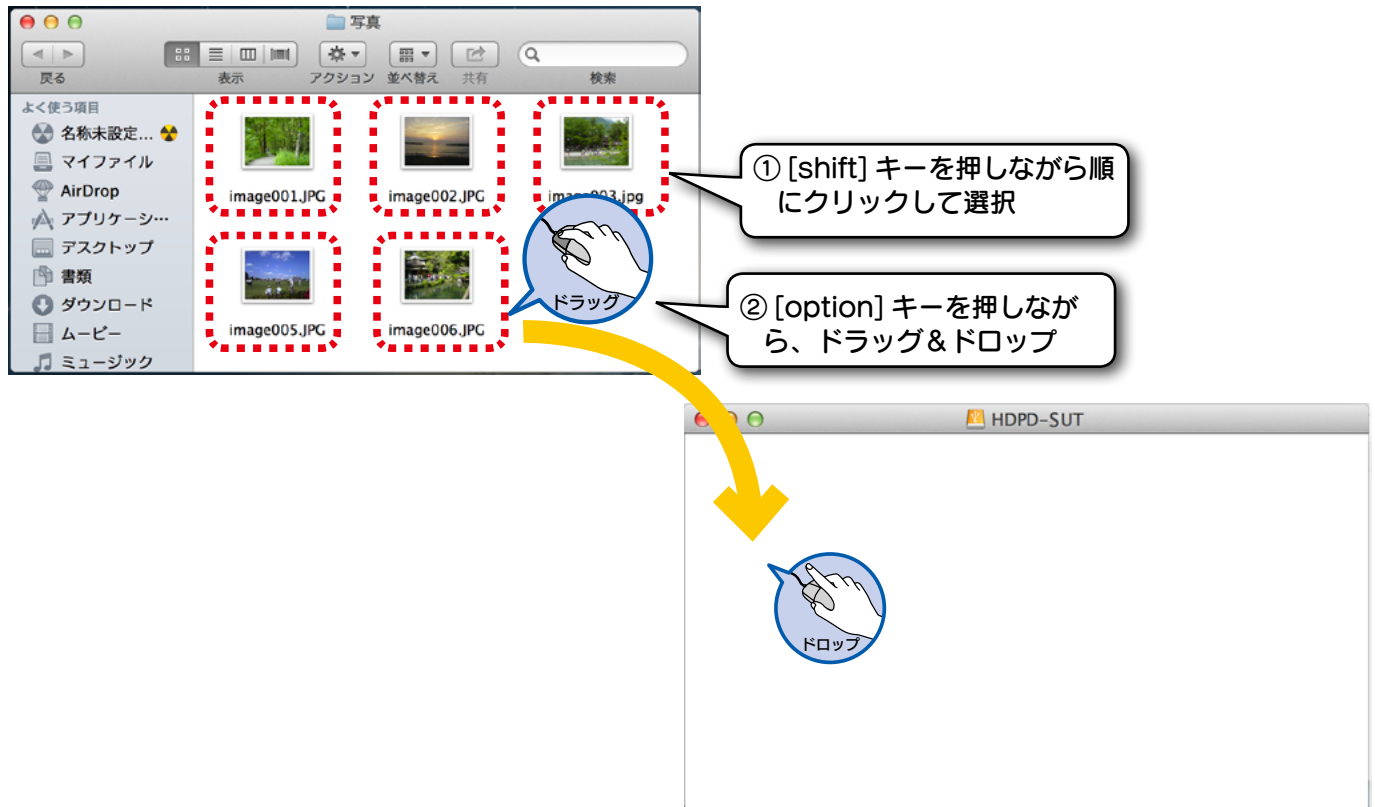 写真
戻る 表示 アクション 並べ替え 共有 検索
よく使う項目
名称未設定...
マイファイル
AirDrop
アプリケーシ…
デスクトップ
書類
ダウンロード
ムービー
ミュージック
image001.JPG image002.JPG image003.jpg
image005.JPG image006.JPG
ドラッグ
① [shift] キーを押しながら順
にクリックして選択
② [option] キーを押しなが
ら、ドラッグ＆ドロップ
HDPD-SUT
ドロップ